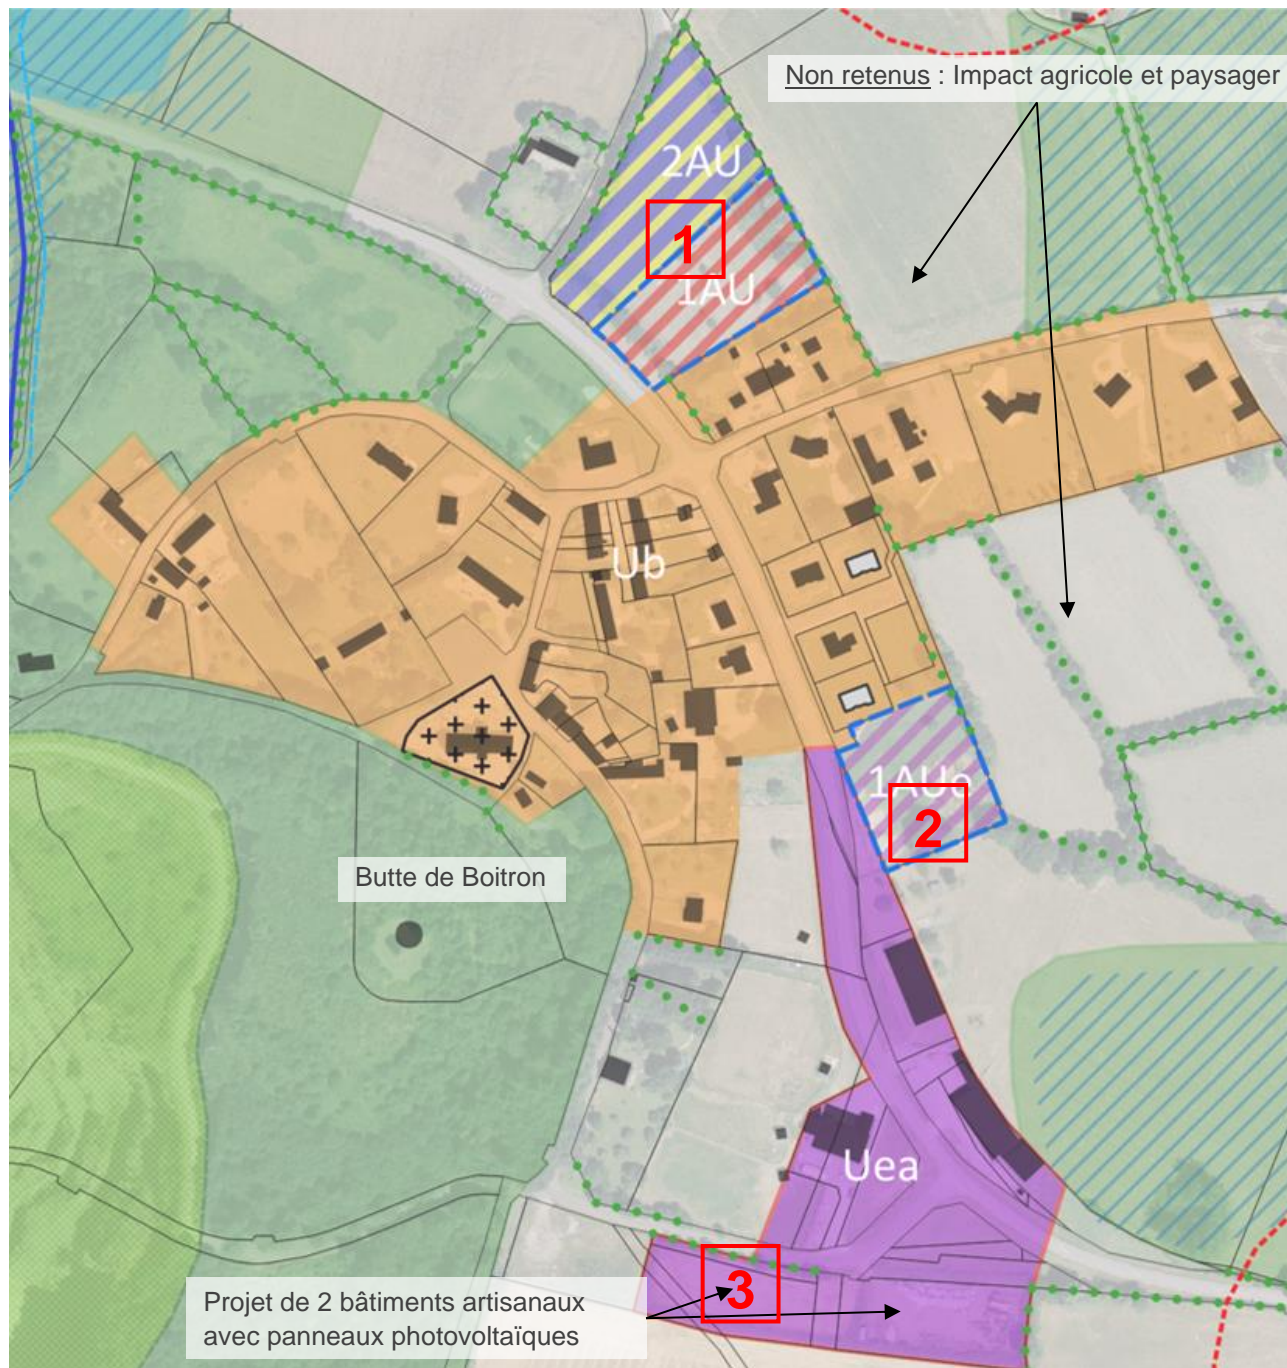 Non retenus : Impact agricole et paysager
2AU
1
1AU
Ub
1AUe
2
Butte de Boitron
Uea
3
Projet de 2 bâtiments artisanaux
avec panneaux photovoltaïques